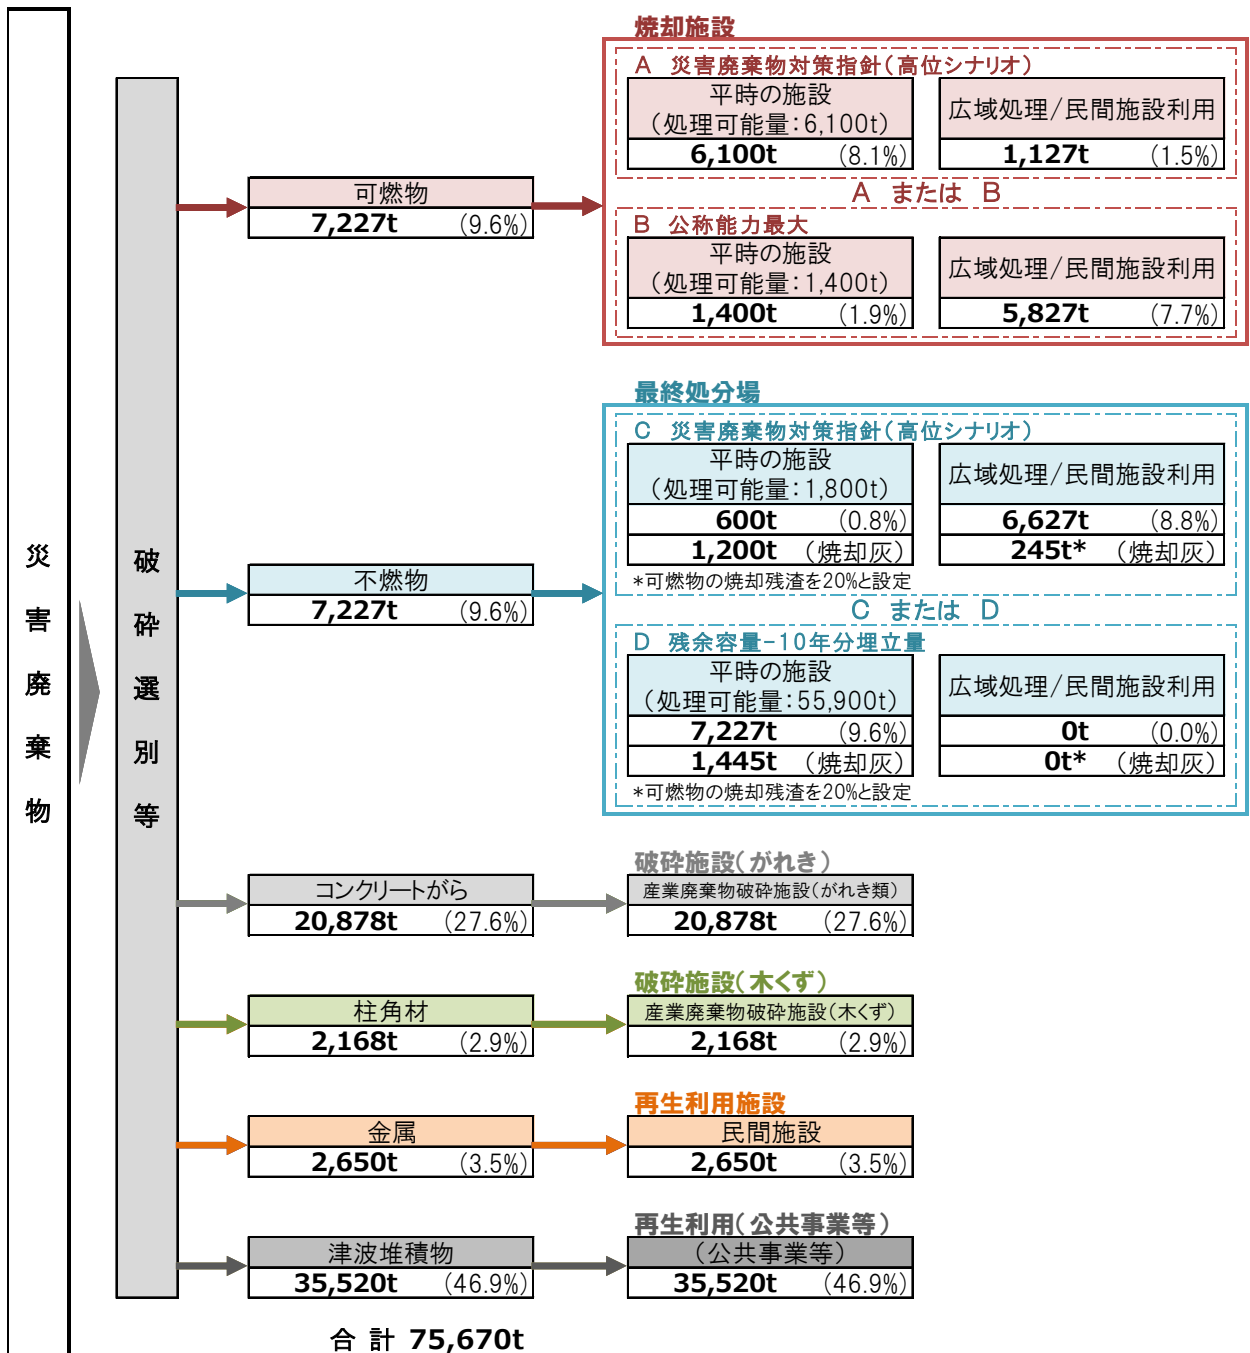 災害廃棄物
破砕選別等
焼却施設
A 災害廃棄物対策指針(高位シナリオ)
平時の施設
(処理可能量:6,100t)
6,100t (8.1%)
広域処理/民間施設利用
1,127t (1.5%)
A または B
可燃物
7,227t (9.6%)
B 公称能力最大
平時の施設
(処理可能量:1,400t)
1,400t (1.9%)
広域処理/民間施設利用
5,827t (7.7%)
最終処分場
C 災害廃棄物対策指針(高位シナリオ)
平時の施設
(処理可能量:1,800t)
600t (0.8%)
1,200t (焼却灰)
広域処理/民間施設利用
6,627t (8.8%)
245t* (焼却灰)
*可燃物の焼却残渣を20%と設定
不燃物
7,227t (9.6%)
C または D
D 残余容量-10年分埋立量
平時の施設
(処理可能量:55,900t)
7,227t (9.6%)
1,445t (焼却灰)
広域処理/民間施設利用
0t (0.0%)
0t* (焼却灰)
*可燃物の焼却残渣を20%と設定
破砕施設(がれき)
コンクリートがら
20,878t (27.6%)
産業廃棄物破砕施設(がれき類)
20,878t (27.6%)
破砕施設(木くず)
柱角材
2,168t (2.9%)
産業廃棄物破砕施設(木くず)
2,168t (2.9%)
再生利用施設
金属
2,650t (3.5%)
民間施設
2,650t (3.5%)
再生利用(公共事業等)
津波堆積物
35,520t (46.9%)
(公共事業等)
35,520t (46.9%)
合 計 75,670t